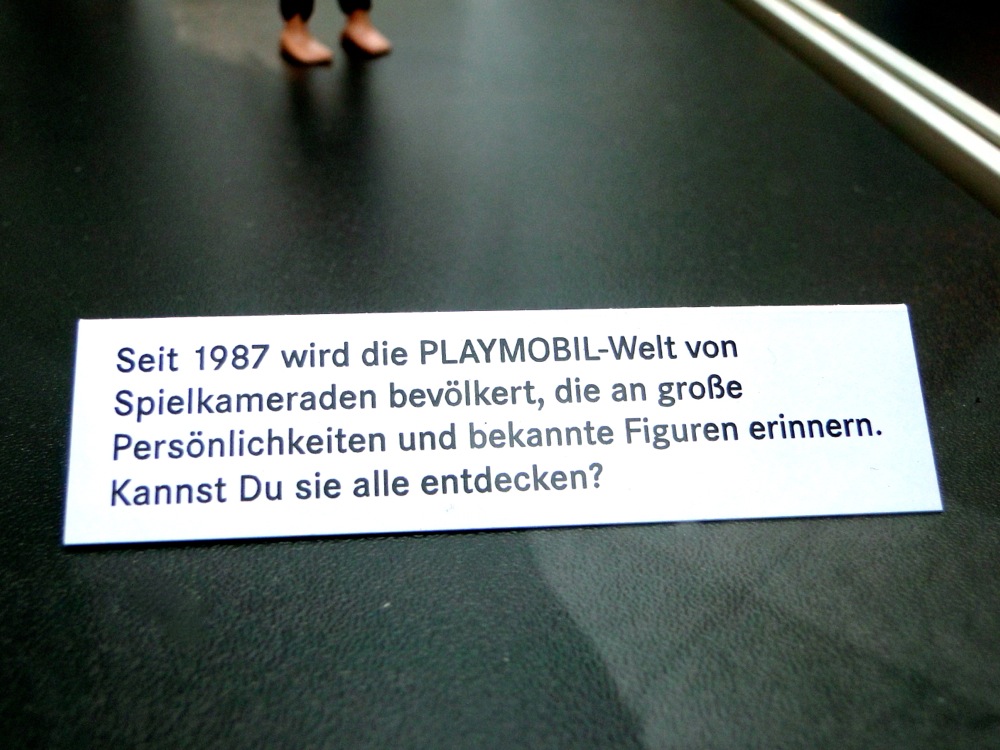 Seit 1987 wird die PLAYMOBIL-Welt von
Spielkameraden bevölkert, die an große
Persönlichkeiten und bekannte Figuren erinnern.
Kannst Du sie alle entdecken?